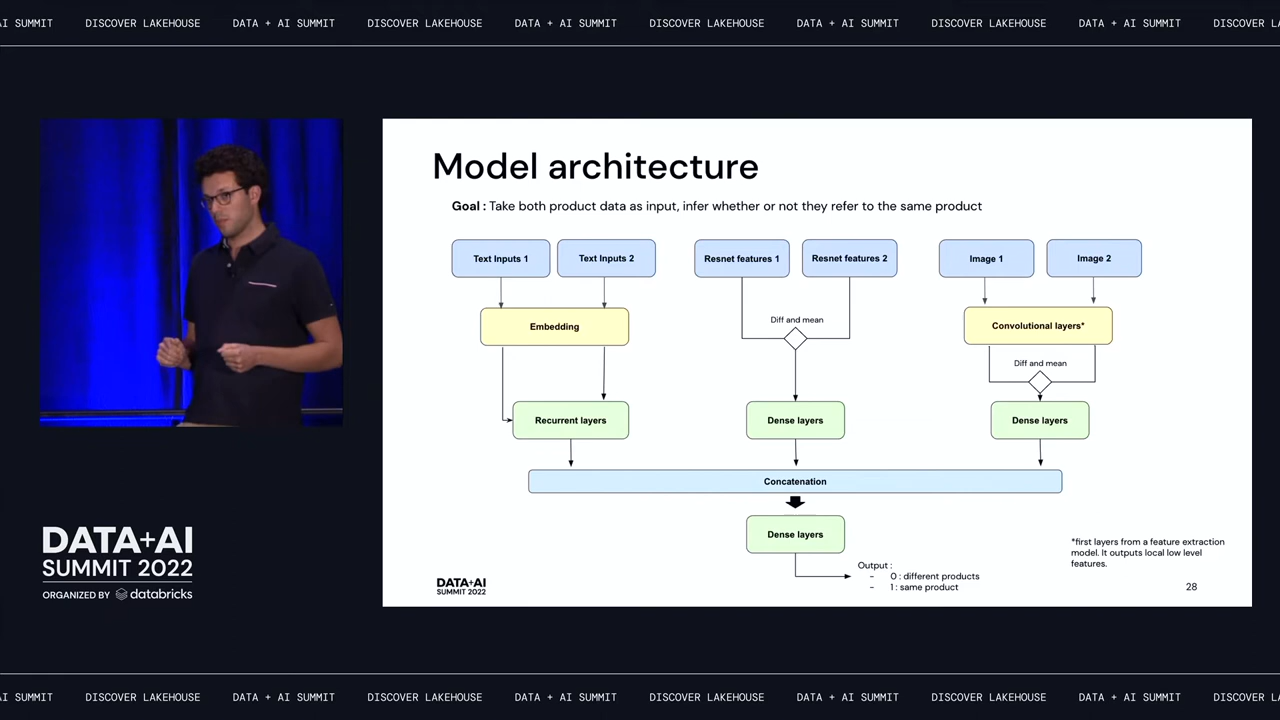 AI SUMMIT DISCOVER LAKEHOUSE DATA + AI SUMMIT DISCOVER LAKEHOUSE DATA + AI SUMMIT DISCOVER LAKEHOUSE DATA + AI SUMMIT DISCOVER LAKEHOUSE DATA + AI SUMMIT DISCOVER L
Model architecture
Goal : Take both product data as input, infer whether or not they refer to the same product
Text Inputs 1 Text Inputs 2 Resnet features 1 Resnet features 2 Image 1 Image 2
Diff and mean
Embedding Convolutional layers*
Diff and mean
Recurrent layers Dense layers Dense layers
Concatenation
Dense layers
*first layers from a feature extraction
model. It outputs local low level
features.
Output :
- 0 : different products
- 1 : same product
DATA+AI
SUMMIT 2022
28
DATA+AI
SUMMIT 2022
ORGANIZED BY databricks
AI SUMMIT DISCOVER LAKEHOUSE DATA + AI SUMMIT DISCOVER LAKEHOUSE DATA + AI SUMMIT DISCOVER LAKEHOUSE DATA + AI SUMMIT DISCOVER LAKEHOUSE DATA + AI SUMMIT DISCOVER L